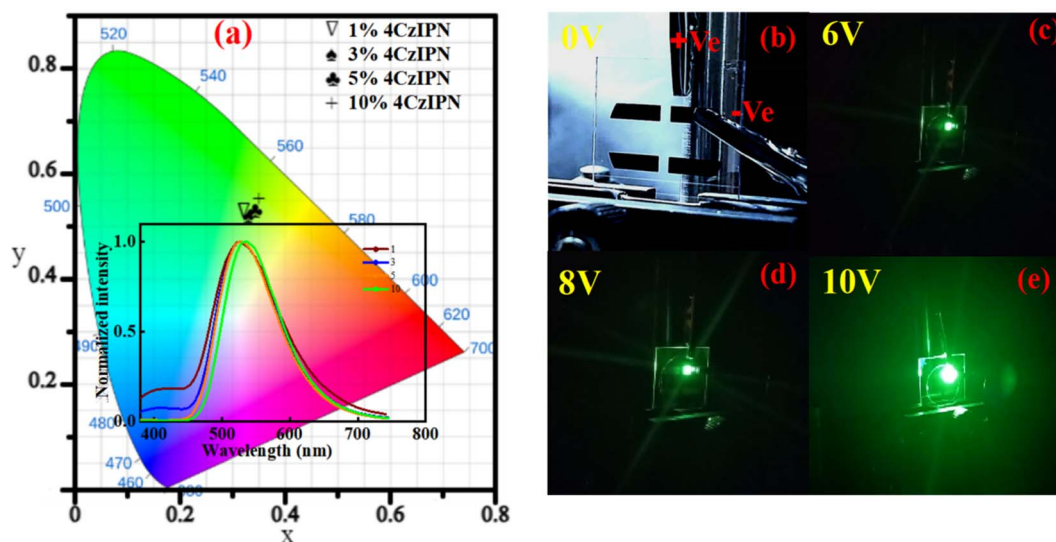 (a)
1% 4CzIPN
3% 4CzIPN
5% 4CzIPN
10% 4CzIPN
520
540
560
580
600
620
700
500
490
480
470
460
0.8
0.6
0.4
0.2
0
0.2
0.4
0.6
0.8
y
x
Normalized intensity
1.0
0.5
0.0
400
500
600
700
800
Wavelength (nm)
1
3
5
10
0V
+Ve
(b)
-Ve
6V
(c)
8V
(d)
10V
(e)